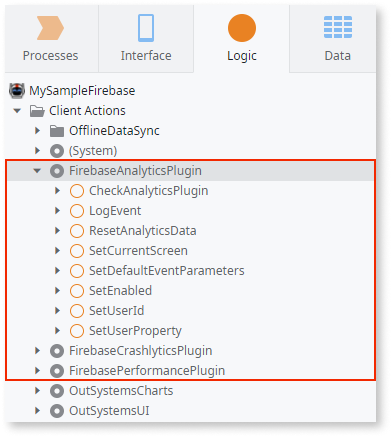 Processes Interface Logic Data
MySampleFirebase
Client Actions
OfflineDataSync
(System)
FirebaseAnalyticsPlugin
CheckAnalyticsPlugin
LogEvent
ResetAnalyticsData
SetCurrentScreen
SetDefaultEventParameters
SetEnabled
SetUserId
SetUserProperty
FirebaseCrashlyticsPlugin
FirebasePerformancePlugin
OutSystemsCharts
OutSystemsUI